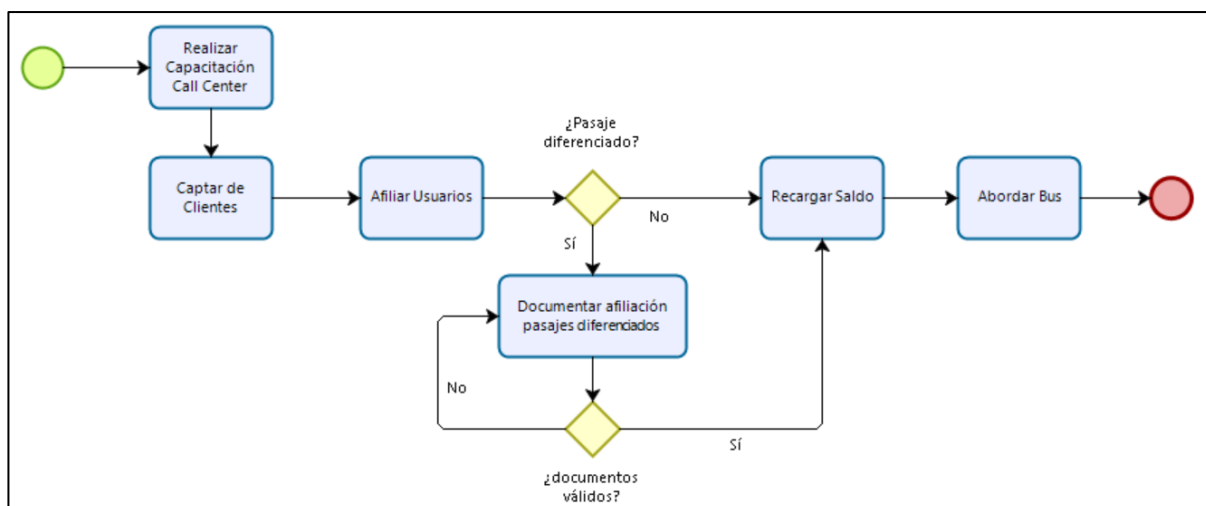 Realizar
Capacitación
Call Center
Captar de
Clientes
Afiliar Usuarios
¿Pasaje
diferenciado?
No
Sí
Recargar Saldo
Abordar Bus
Documentar afiliación
pasajes diferenciados
No
Sí
¿documentos
válidos?